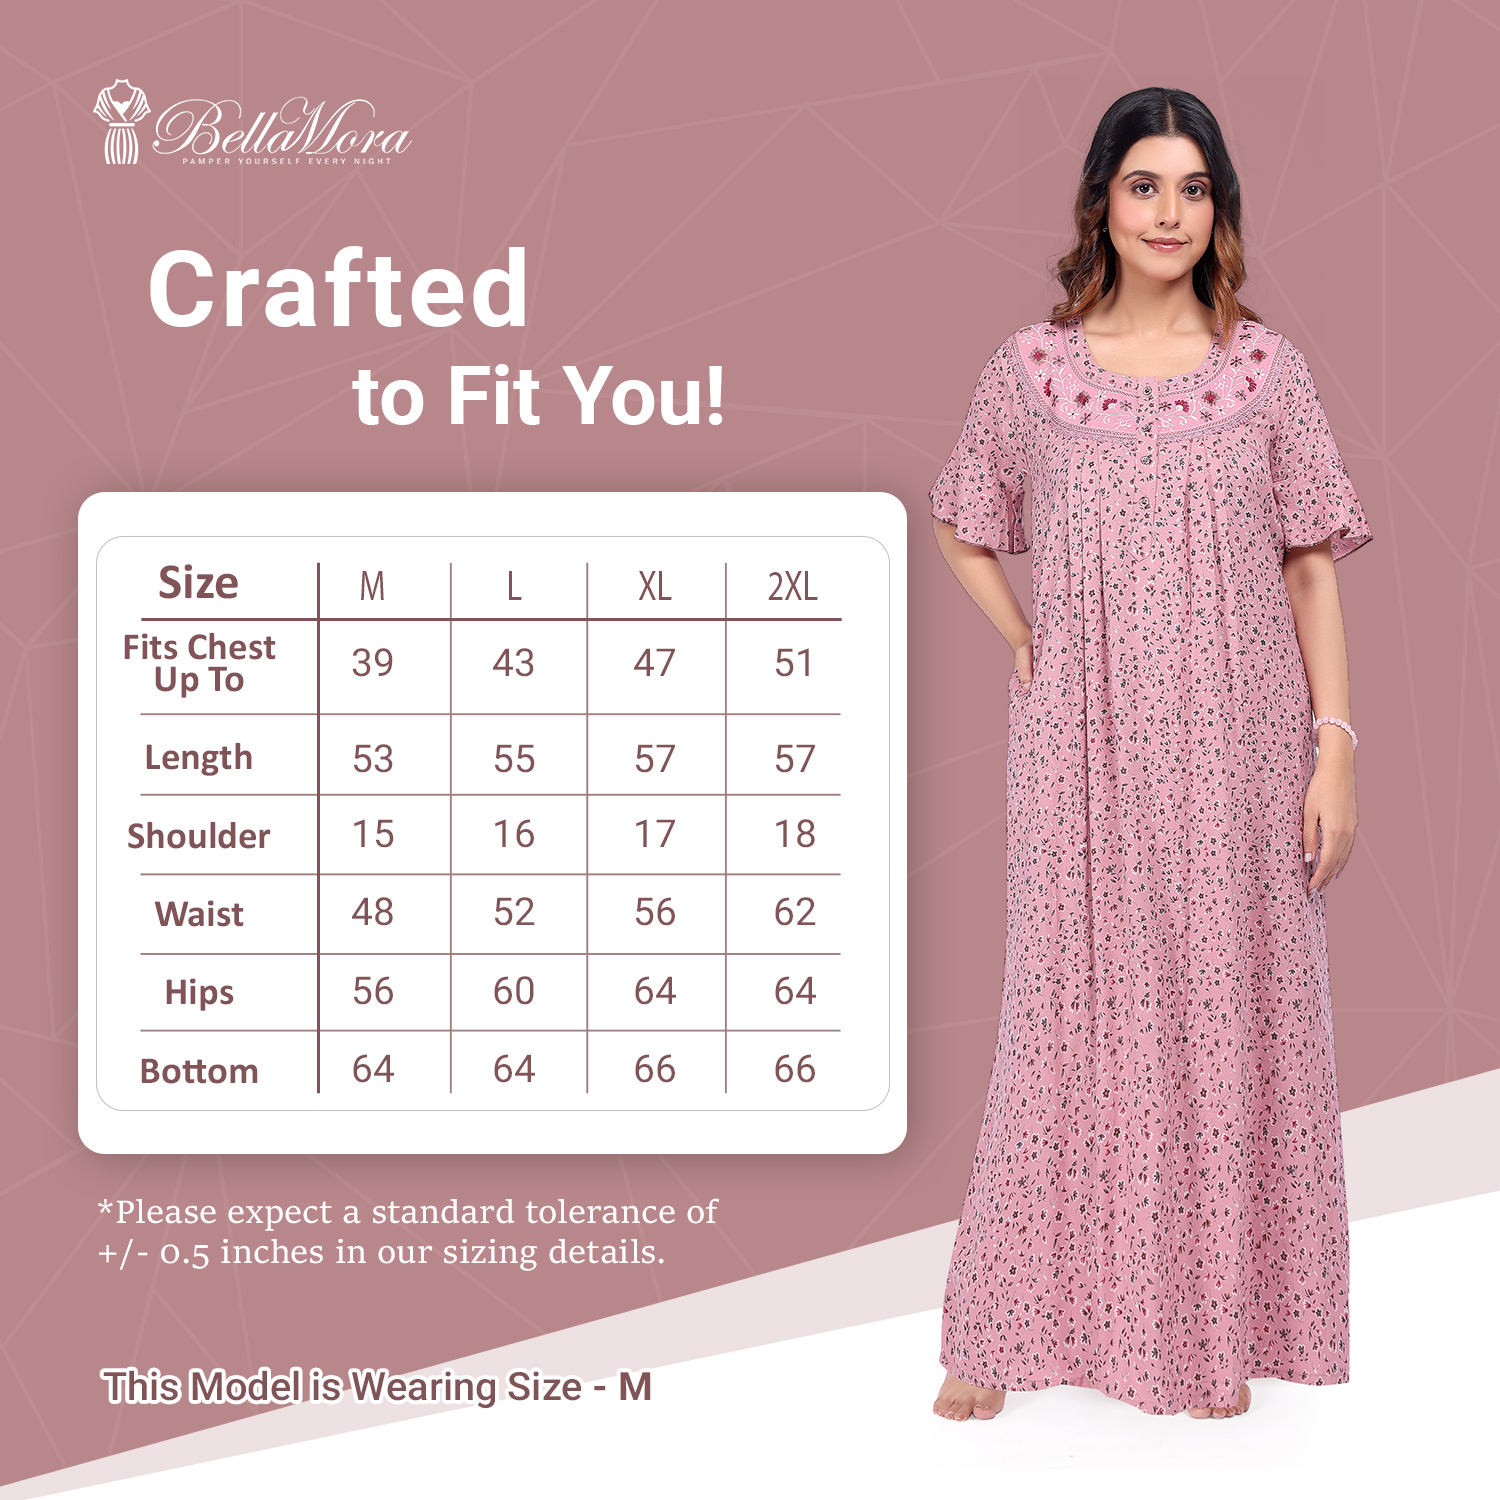 BellaMora
PAMPER YOURSELF EVERY NIGHT
Crafted
to Fit You!
Size M L XL 2XL
Fits Chest
Up To 39 43 47 51
Length 53 55 57 57
Shoulder 15 16 17 18
Waist 48 52 56 62
Hips 56 60 64 64
Bottom 64 64 66 66
*Please expect a standard tolerance of
+/- 0.5 inches in our sizing details.
This Model is Wearing Size - M